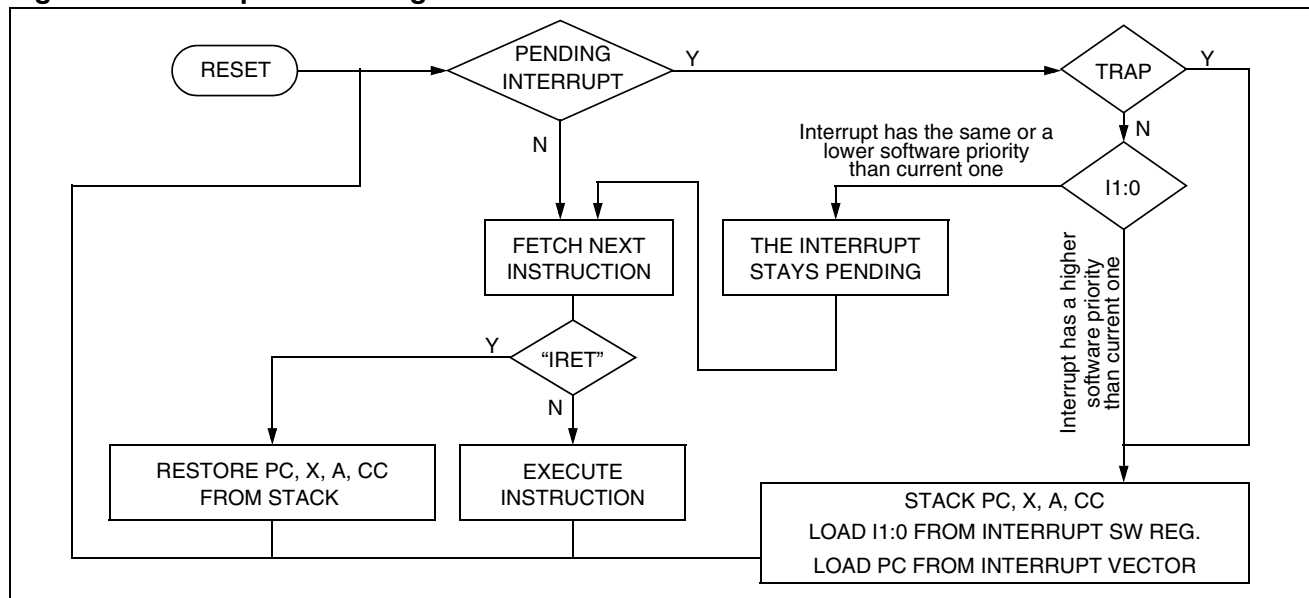 RESET
PENDING
INTERRUPT
Y
TRAP
Y
N
N
Interrupt has the same or a
lower software priority
than current one
I1:0
FETCH NEXT
INSTRUCTION
THE INTERRUPT
STAYS PENDING
Interrupt has a higher
software priority
than current one
Y
“IRET”
N
RESTORE PC, X, A, CC
FROM STACK
EXECUTE
INSTRUCTION
STACK PC, X, A, CC
LOAD I1:0 FROM INTERRUPT SW REG.
LOAD PC FROM INTERRUPT VECTOR